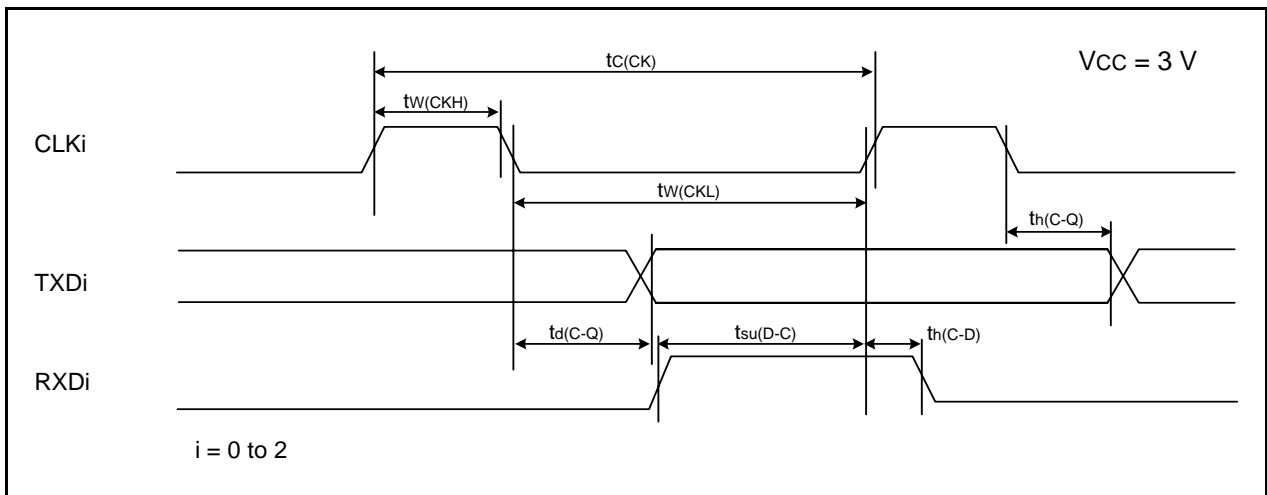 tC(CK)
VCC = 3 V
tW(CKH)
CLKi
tW(CKL)
th(C-Q)
TXDi
td(C-Q)
tsu(D-C)
th(C-D)
RXDi
i = 0 to 2